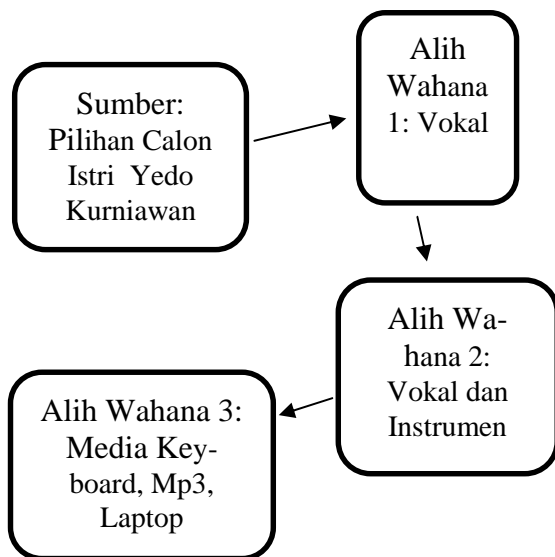 Sumber:
Pilihan Calon
Istri Yedo
Kurniawan
Alih
Wahana
1: Vokal
Alih Wa-
hana 2:
Vokal dan
Instrumen
Alih Wahana 3:
Media Key-
board, Mp3,
Laptop